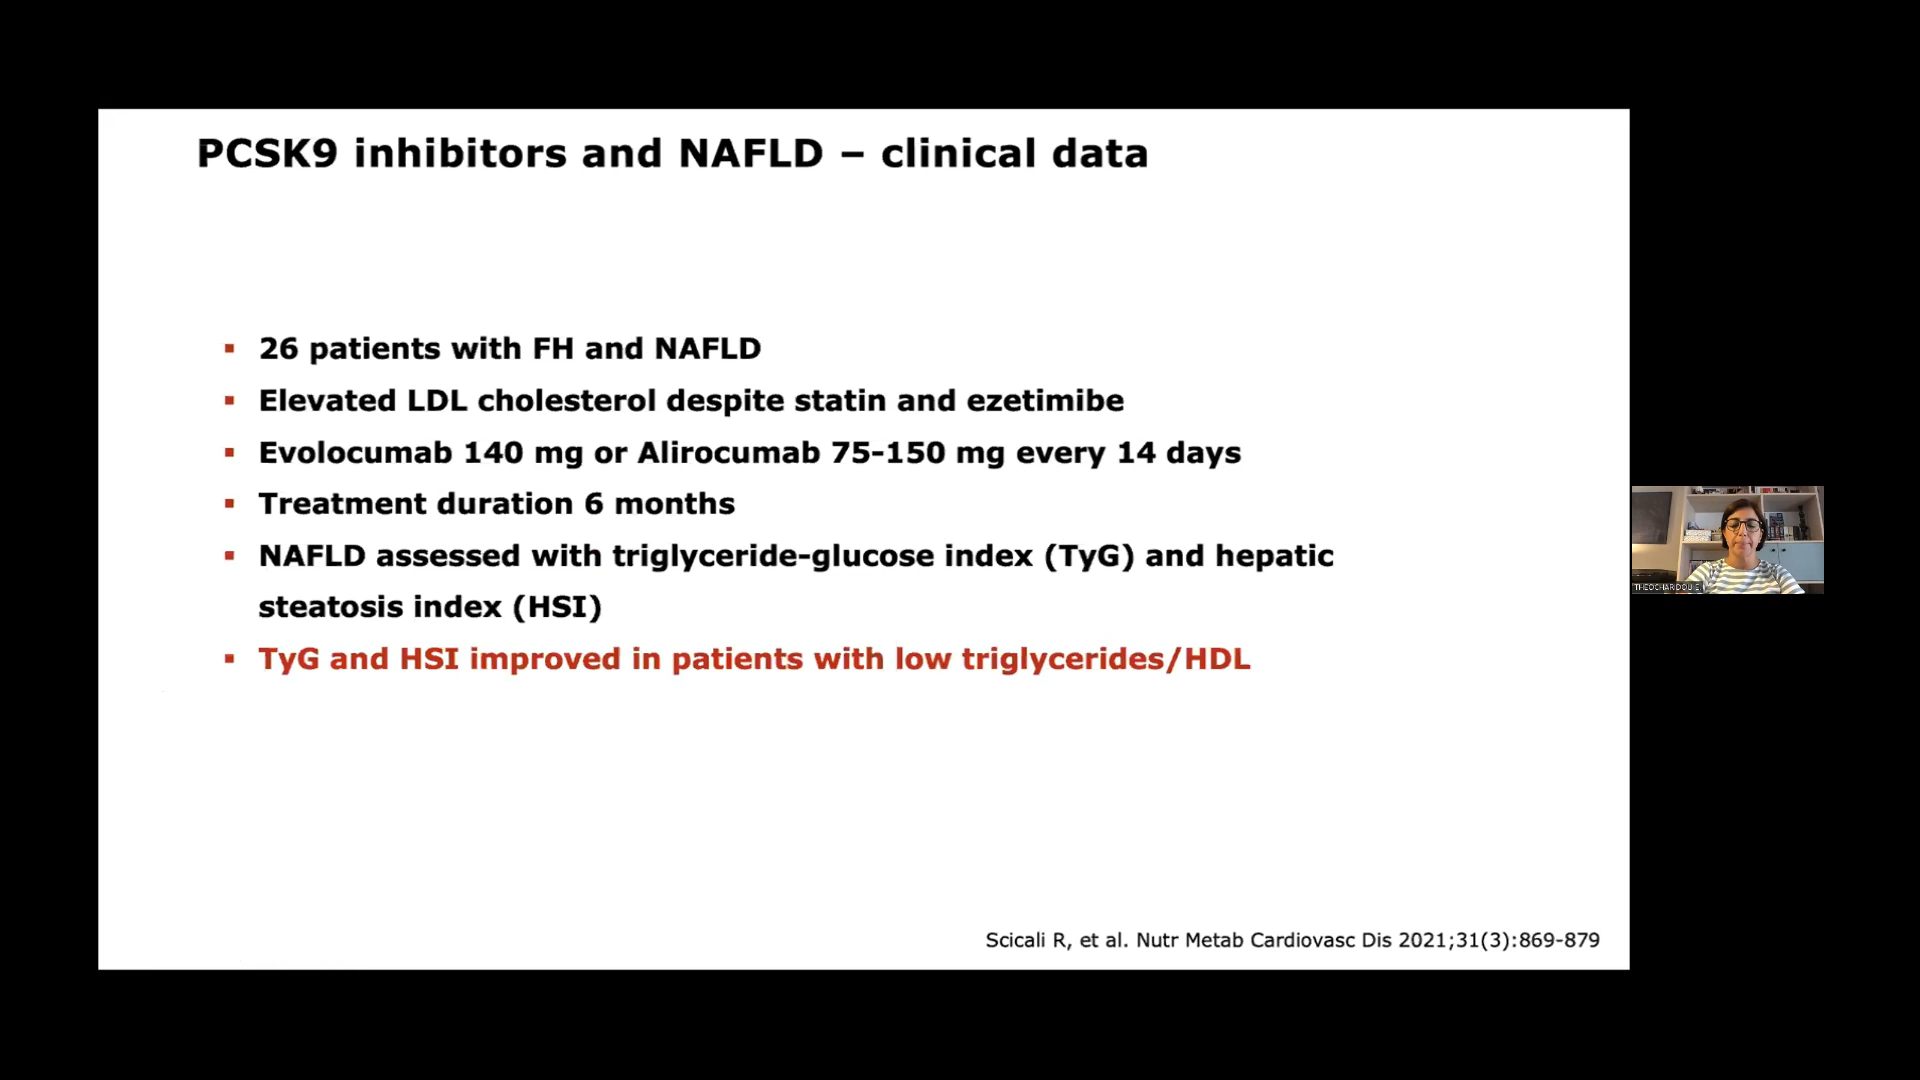 PCSK9 inhibitors and NAFLD – clinical data
▪ 26 patients with FH and NAFLD
▪ Elevated LDL cholesterol despite statin and ezetimibe
▪ Evolocumab 140 mg or Alirocumab 75-150 mg every 14 days
▪ Treatment duration 6 months
▪ NAFLD assessed with triglyceride-glucose index (TyG) and hepatic
steatosis index (HSI)
▪ TyG and HSI improved in patients with low triglycerides/HDL
Scicali R, et al. Nutr Metab Cardiovasc Dis 2021;31(3):869-879